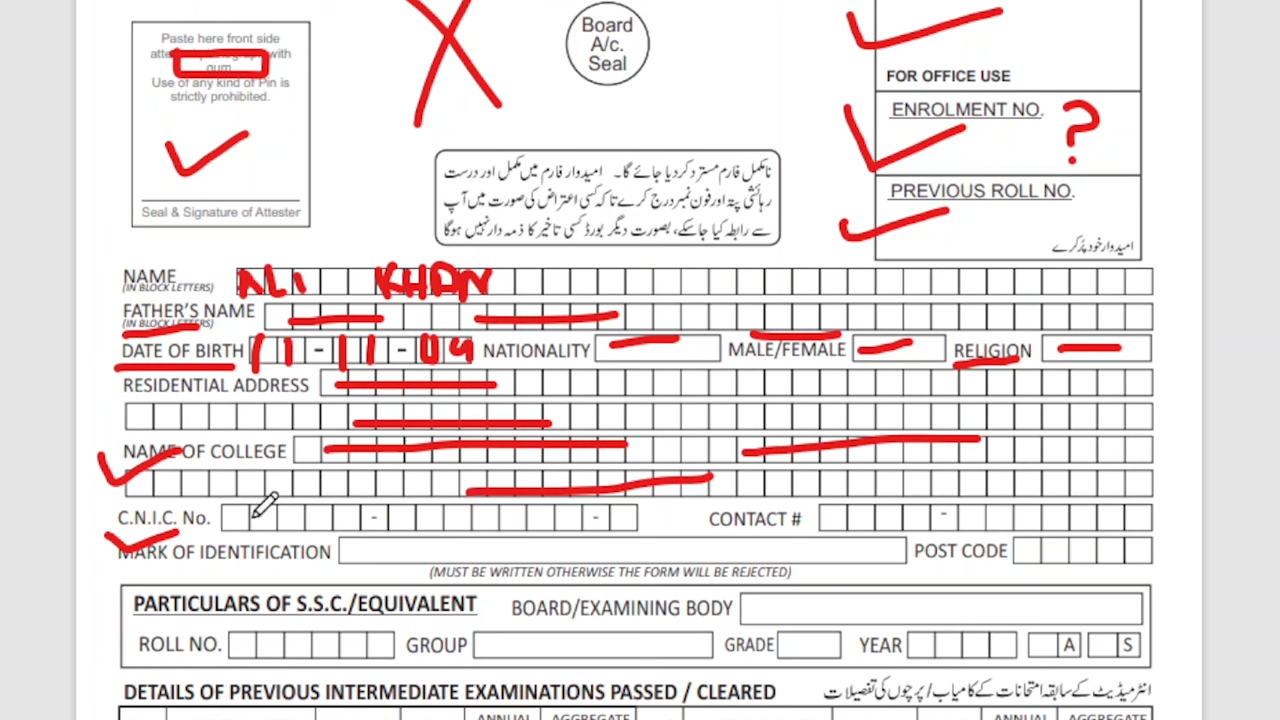 Paste here front side
with
gum
Use of any kind of Pin is
strictly prohibited.
Seal & Signature of Attester
Board
A/c.
Seal
FOR OFFICE USE
ENROLMENT NO. ?
PREVIOUS ROLL NO.
امیدوار خود پُر کرے
نامکمل فارم مسترد کردیا جائے گا۔ امیدوار فارم میں مکمل اور درست
رہائشی پتہ اور فون نمبر درج کرے تا کہ کسی اعتراض کی صورت میں آپ
سے رابطہ کیا جاسکے، بصورت دیگر بورڈ کسی تاخیر کا ذمہ دار نہیں ہوگا
NAME ALI KHAN
(IN BLOCK LETTERS)
FATHER'S NAME
(IN BLOCK LETTERS)
DATE OF BIRTH 11-11-09 NATIONALITY MALE/FEMALE RELIGION
RESIDENTIAL ADDRESS
NAME OF COLLEGE
C.N.I.C. No. - - CONTACT # -
MARK OF IDENTIFICATION POST CODE
(MUST BE WRITTEN OTHERWISE THE FORM WILL BE REJECTED)
PARTICULARS OF S.S.C./EQUIVALENT BOARD/EXAMINING BODY
ROLL NO. GROUP GRADE YEAR A S
DETAILS OF PREVIOUS INTERMEDIATE EXAMINATIONS PASSED / CLEARED انٹرمیڈیٹ کے سابقہ امتحانات کے کامیاب/پرچوں کی تفصیلات
ANNUAL AGGREGATE ANNUAL AGGREGATE